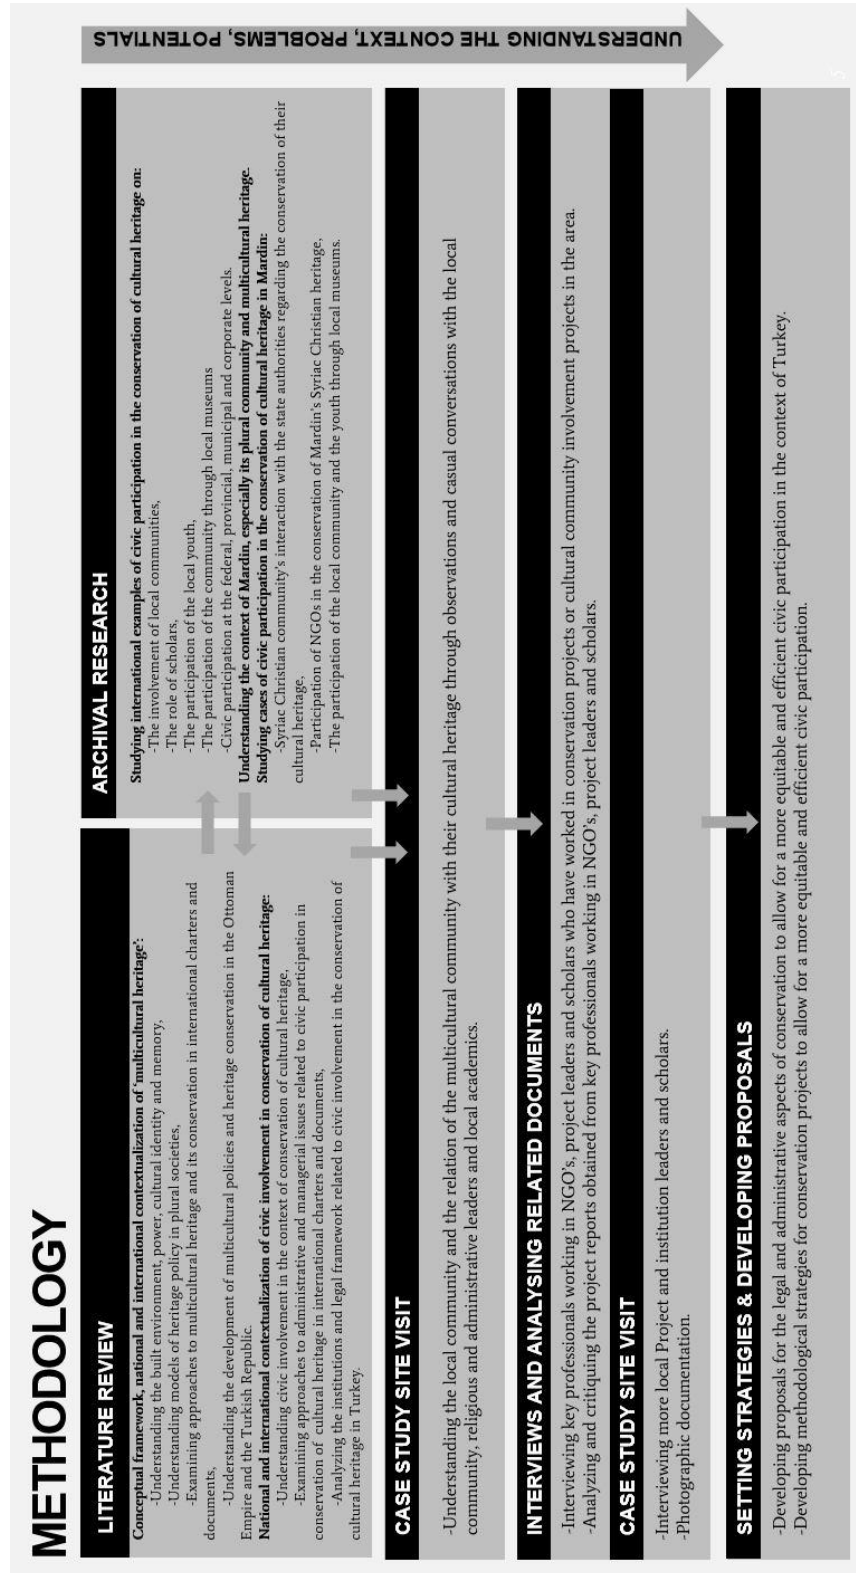 METHODOLOGY
LITERATURE REVIEW
Conceptual framework, national and international contextualization of 'multicultural heritage':
-Understanding the built environment, power, cultural identity and memory,
-Understanding models of heritage policy in plural societies,
-Examining approaches to multicultural heritage and its conservation in international charters and
documents,
-Understanding the development of multicultural policies and heritage conservation in the Ottoman
Empire and the Turkish Republic.
National and international contextualization of civic involvement in conservation of cultural heritage:
-Understanding civic involvement in the context of conservation of cultural heritage,
-Examining approaches to administrative and managerial issues related to civic participation in
conservation of cultural heritage in international charters and documents,
-Analyzing the institutions and legal framework related to civic involvement in the conservation of
cultural heritage in Turkey.
ARCHIVAL RESEARCH
Studying international examples of civic participation in the conservation of cultural heritage on:
-The involvement of local communities,
-The role of scholars,
-The participation of the local youth,
-The participation of the community through local museums
-Civic participation at the federal, provincial, municipal and corporate levels.
Understanding the context of Mardin, especially its plural community and multicultural heritage.
Studying cases of civic participation in the conservation of cultural heritage in Mardin:
-Syriac Christian community's interaction with the state authorities regarding the conservation of their
cultural heritage,
-Participation of NGOs in the conservation of Mardin's Syriac Christian heritage,
-The participation of the local community and the youth through local museums.
CASE STUDY SITE VISIT
-Understanding the local community and the relation of the multicultural community with their cultural heritage through observations and casual conversations with the local
community, religious and administrative leaders and local academics.
INTERVIEWS AND ANALYSING RELATED DOCUMENTS
-Interviewing key professionals working in NGO's, project leaders and scholars who have worked in conservation projects or cultural community involvement projects in the area.
-Analyzing and critiquing the project reports obtained from key professionals working in NGO's, project leaders and scholars.
CASE STUDY SITE VISIT
-Interviewing more local Project and institution leaders and scholars.
-Photographic documentation.
SETTING STRATEGIES & DEVELOPING PROPOSALS
-Developing proposals for the legal and administrative aspects of conservation to allow for a more equitable and efficient civic participation in the context of Turkey.
-Developing methodological strategies for conservation projects to allow for a more equitable and efficient civic participation.
UNDERSTANDING THE CONTEXT, PROBLEMS, POTENTIALS
5